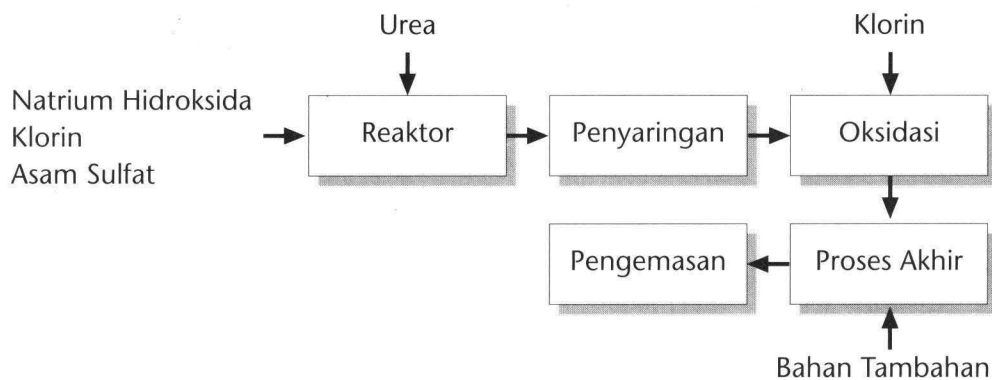 Urea
Klorin
Natrium Hidroksida
Klorin
Asam Sulfat
Reaktor
Penyaringan
Oksidasi
Pengemasan
Proses Akhir
Bahan Tambahan